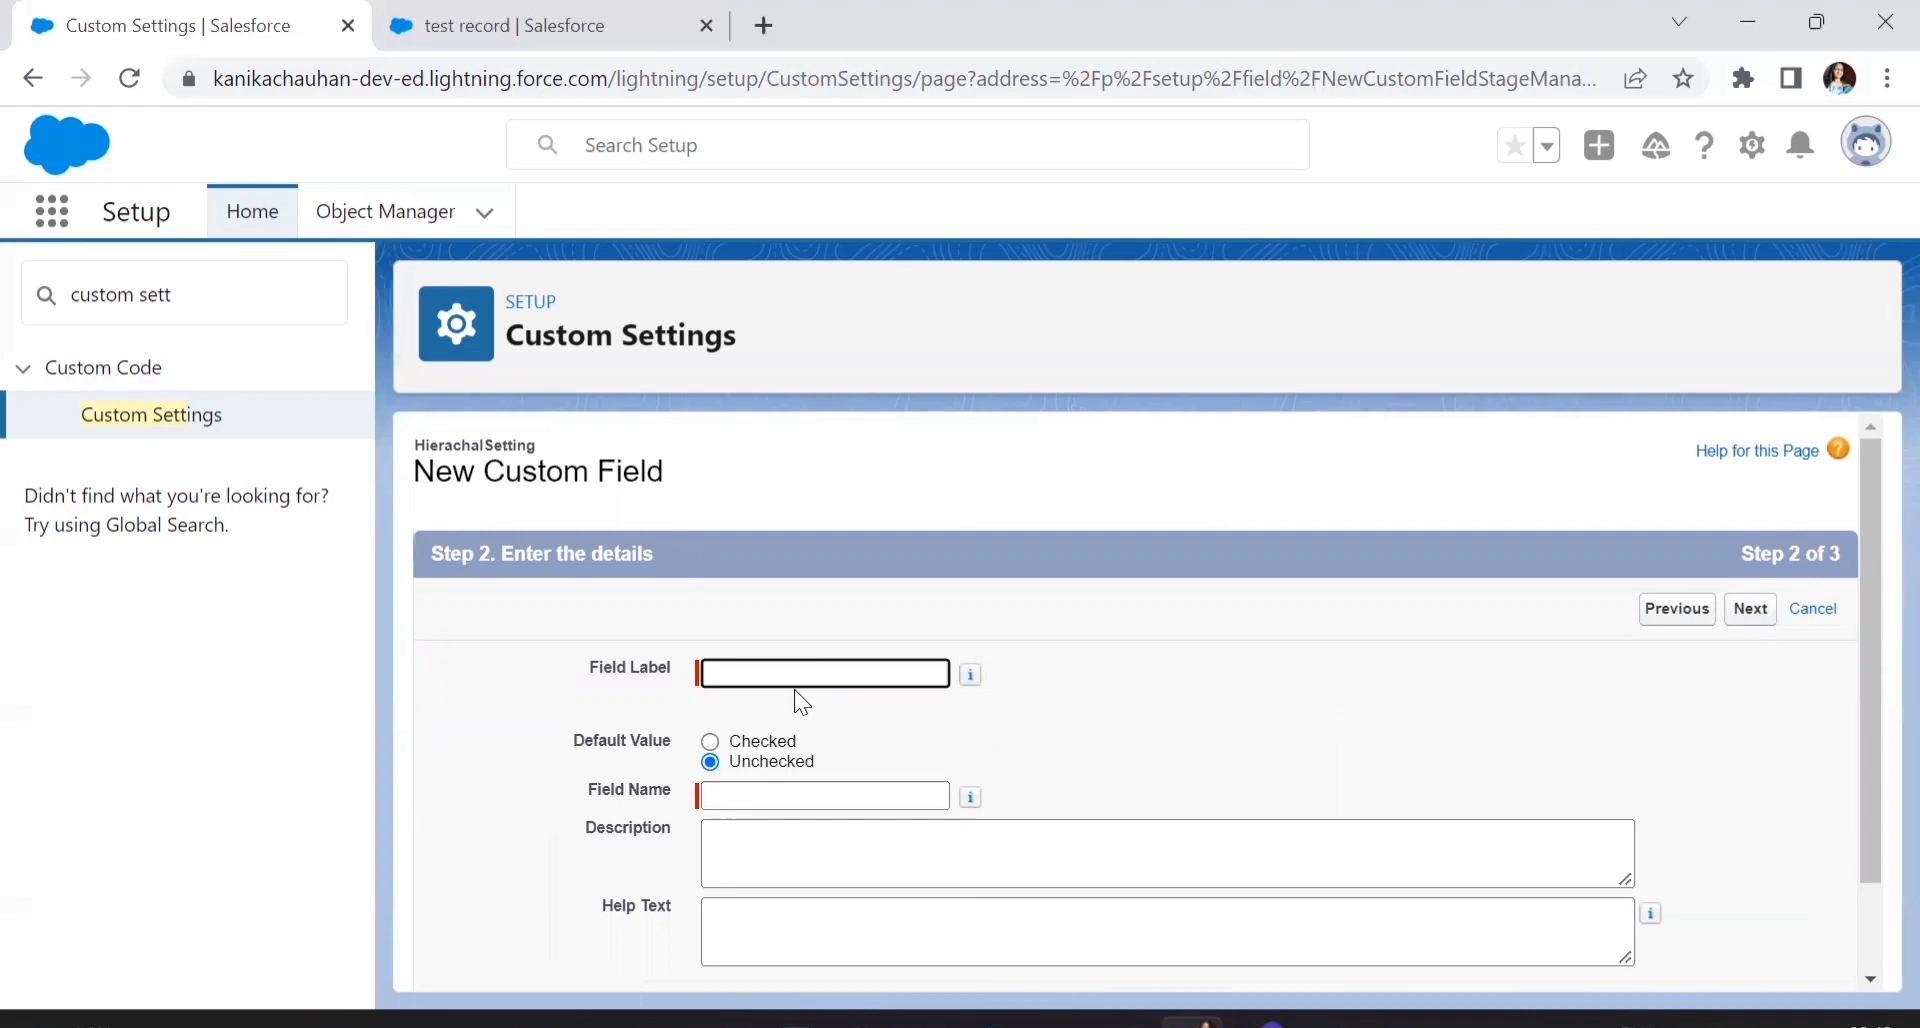 Custom Settings | Salesforce
test record | Salesforce
kanikachauhan-dev-ed.lightning.force.com/lightning/setup/CustomSettings/page?address=%2Fp%2Fsetup%2Ffield%2FNewCustomFieldStageMana...
Search Setup
Setup
Home
Object Manager
custom sett
Custom Code
Custom Settings
Didn't find what you're looking for?
Try using Global Search.
SETUP
Custom Settings
HierachalSetting
New Custom Field
Help for this Page
Step 2. Enter the details
Step 2 of 3
Previous
Next
Cancel
Field Label
Default Value
Checked
Unchecked
Field Name
Description
Help Text